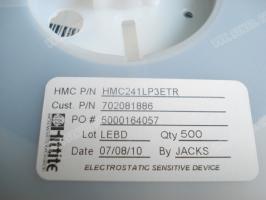 HMC P/N HMC241LP3ETR
Cust. P/N 702081886
PO # 5000164057
Lot LEBD Qty 500
Date 07/08/10 By JACKS
Hittite
ELECTROSTATIC SENSITIVE DEVICE